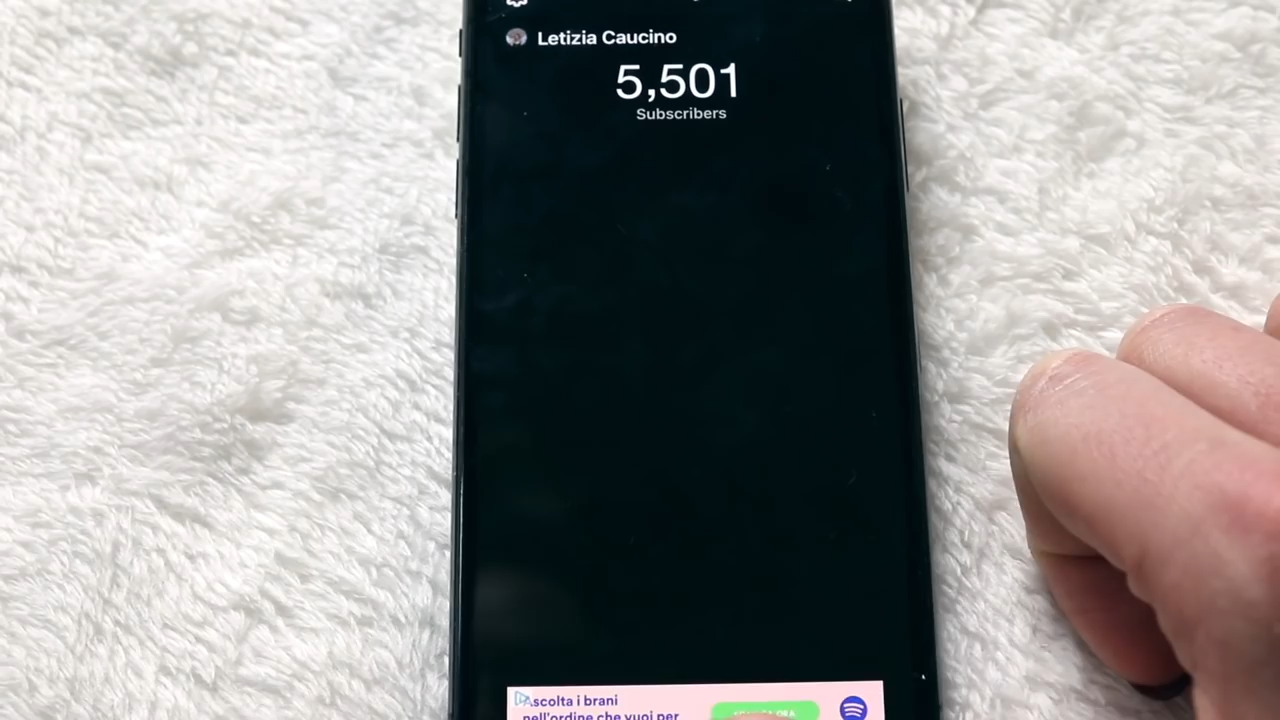 Letizia Caucino
5,501
Subscribers
Ascolta i brani
nell'ordine che vuoi per